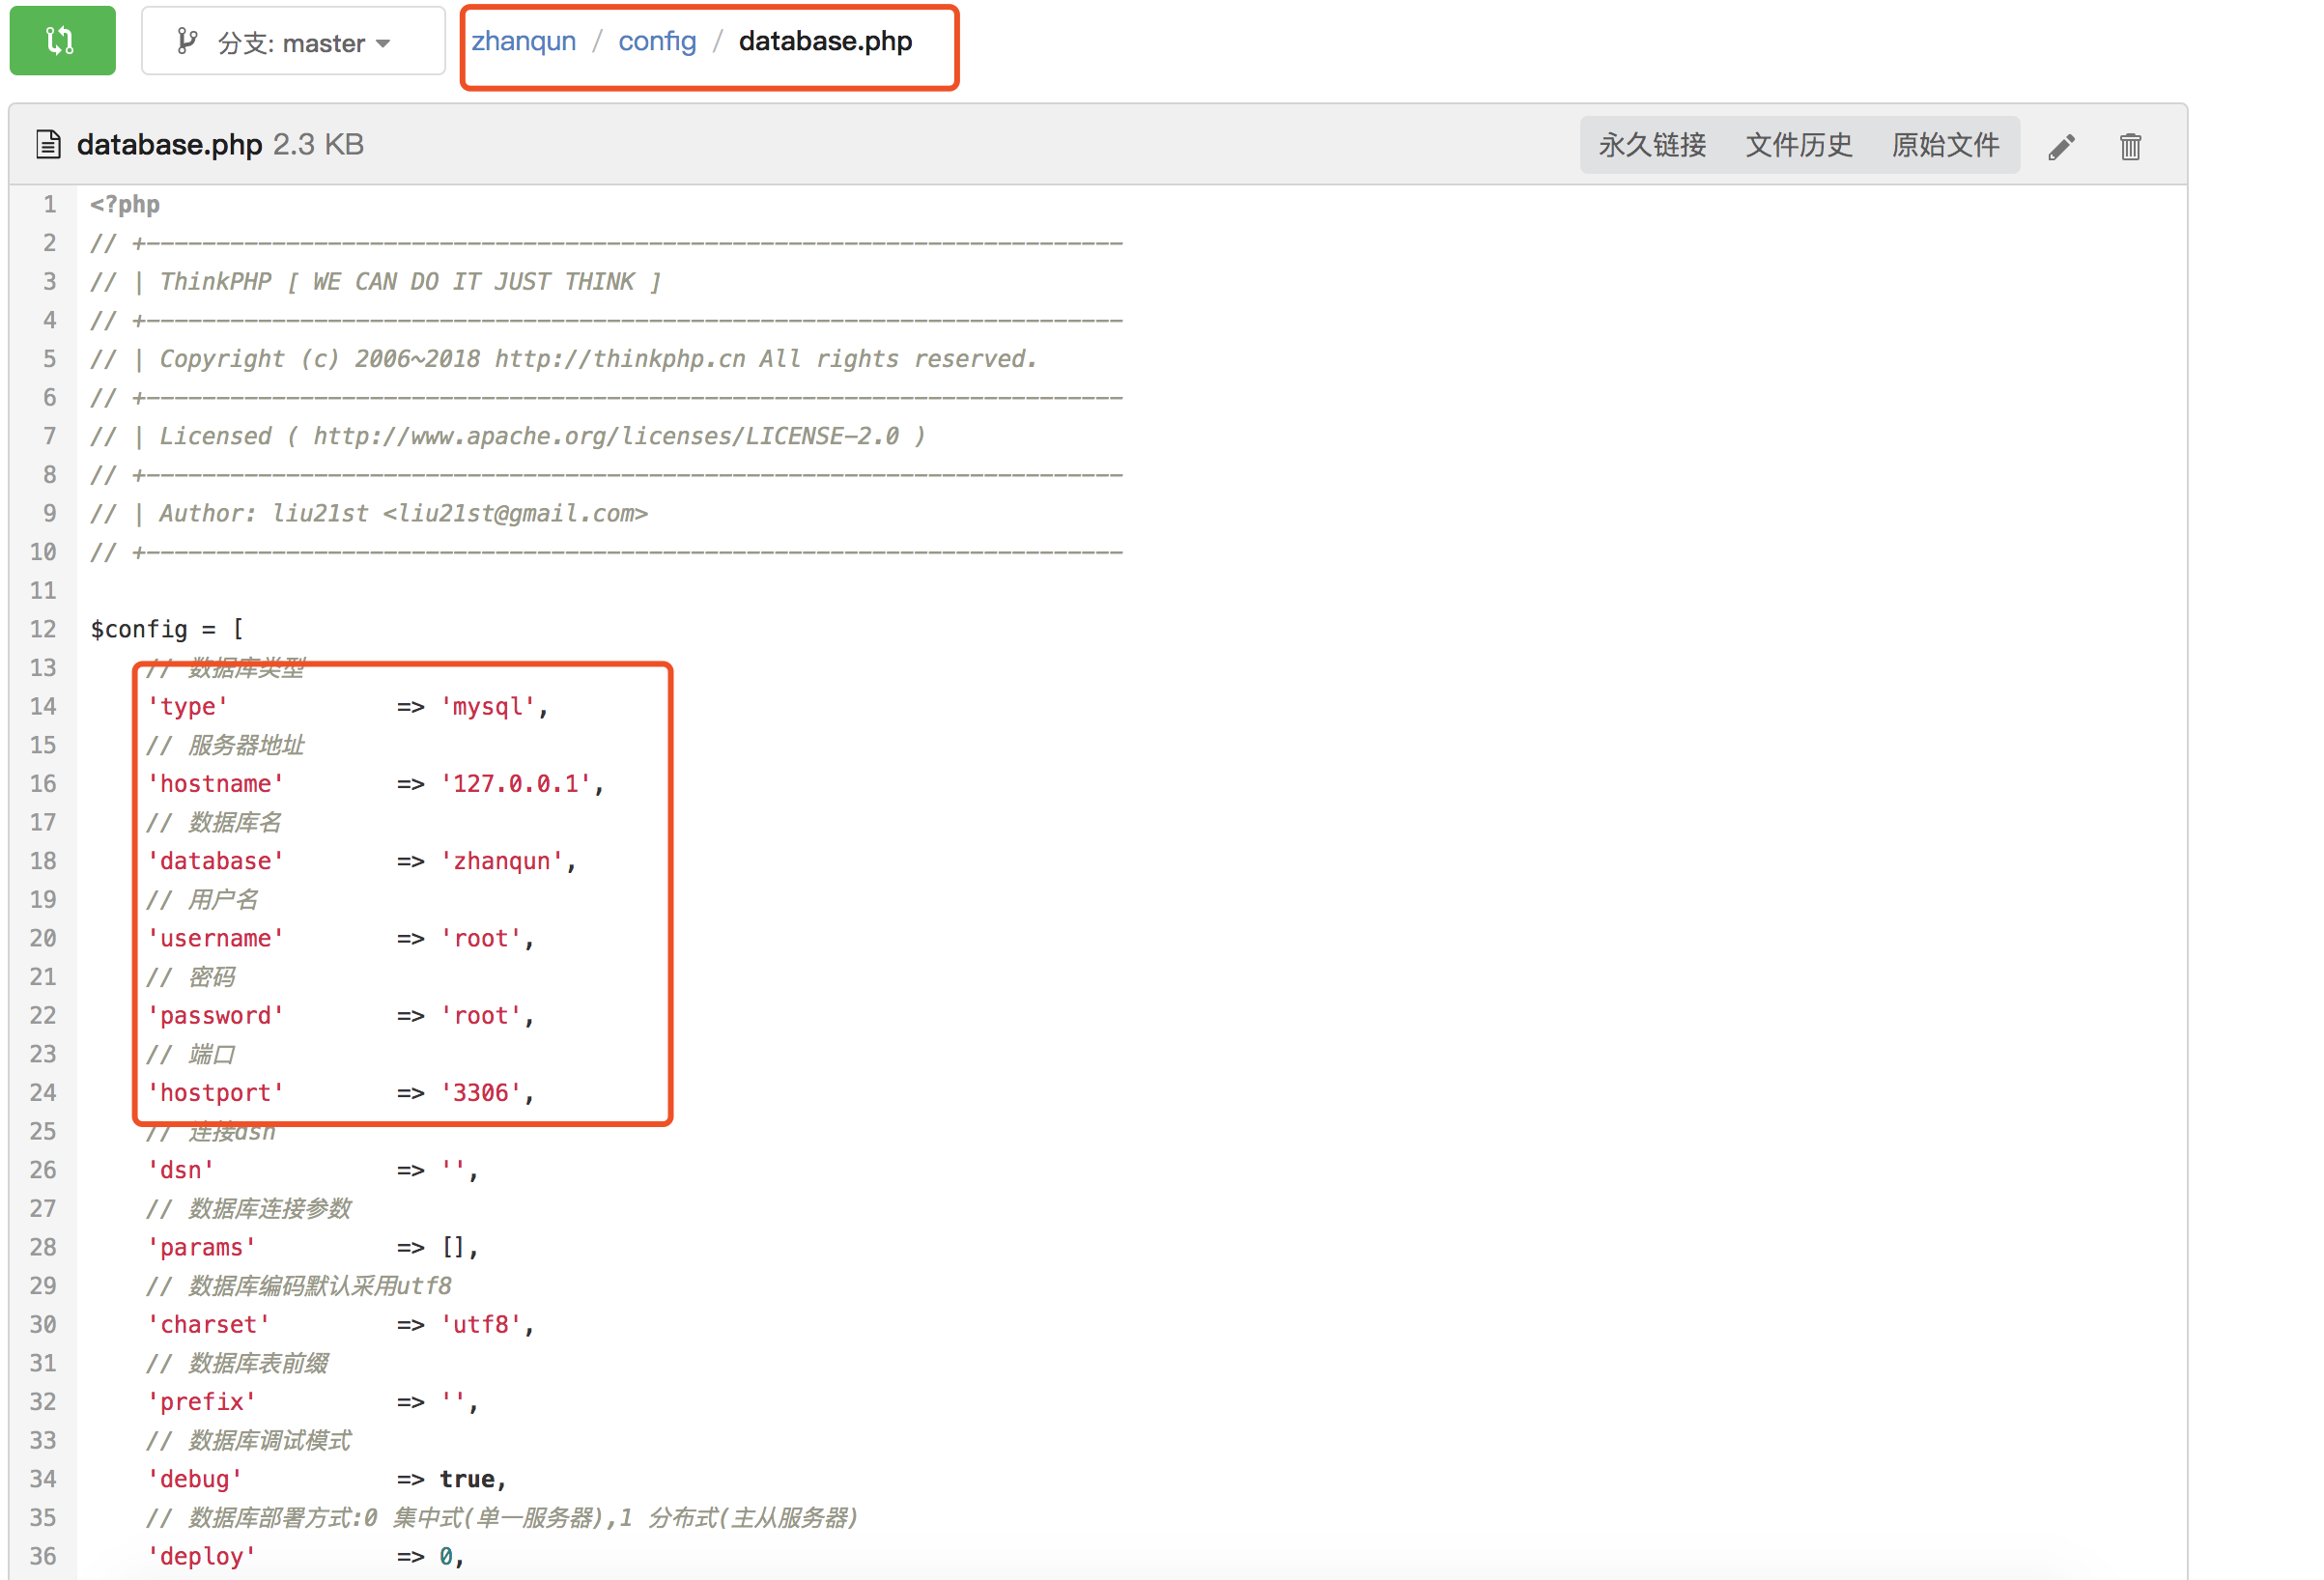 分支: master zhanqun / config / database.php
database.php 2.3 KB 永久链接 文件历史 原始文件
1 <?php
2 // +----------------------------------------------------------------------
3 // | ThinkPHP [ WE CAN DO IT JUST THINK ]
4 // +----------------------------------------------------------------------
5 // | Copyright (c) 2006~2018 http://thinkphp.cn All rights reserved.
6 // +----------------------------------------------------------------------
7 // | Licensed ( http://www.apache.org/licenses/LICENSE-2.0 )
8 // +----------------------------------------------------------------------
9 // | Author: liu21st <liu21st@gmail.com>
10 // +----------------------------------------------------------------------
11
12 $config = [
13     // 数据库类型
14     'type'            => 'mysql',
15     // 服务器地址
16     'hostname'        => '127.0.0.1',
17     // 数据库名
18     'database'        => 'zhanqun',
19     // 用户名
20     'username'        => 'root',
21     // 密码
22     'password'        => 'root',
23     // 端口
24     'hostport'        => '3306',
25     // 连接dsn
26     'dsn'             => '',
27     // 数据库连接参数
28     'params'          => [],
29     // 数据库编码默认采用utf8
30     'charset'         => 'utf8',
31     // 数据库表前缀
32     'prefix'          => '',
33     // 数据库调试模式
34     'debug'           => true,
35     // 数据库部署方式:0 集中式(单一服务器),1 分布式(主从服务器)
36     'deploy'          => 0,